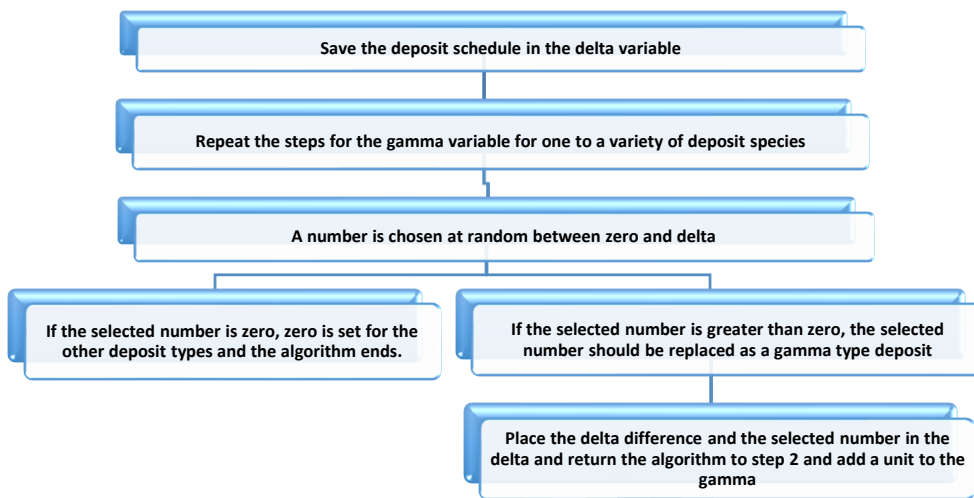 Save the deposit schedule in the delta variable
Repeat the steps for the gamma variable for one to a variety of deposit species
A number is chosen at random between zero and delta
If the selected number is zero, zero is set for the
other deposit types and the algorithm ends.
If the selected number is greater than zero, the selected
number should be replaced as a gamma type deposit
Place the delta difference and the selected number in the
delta and return the algorithm to step 2 and add a unit to the
gamma